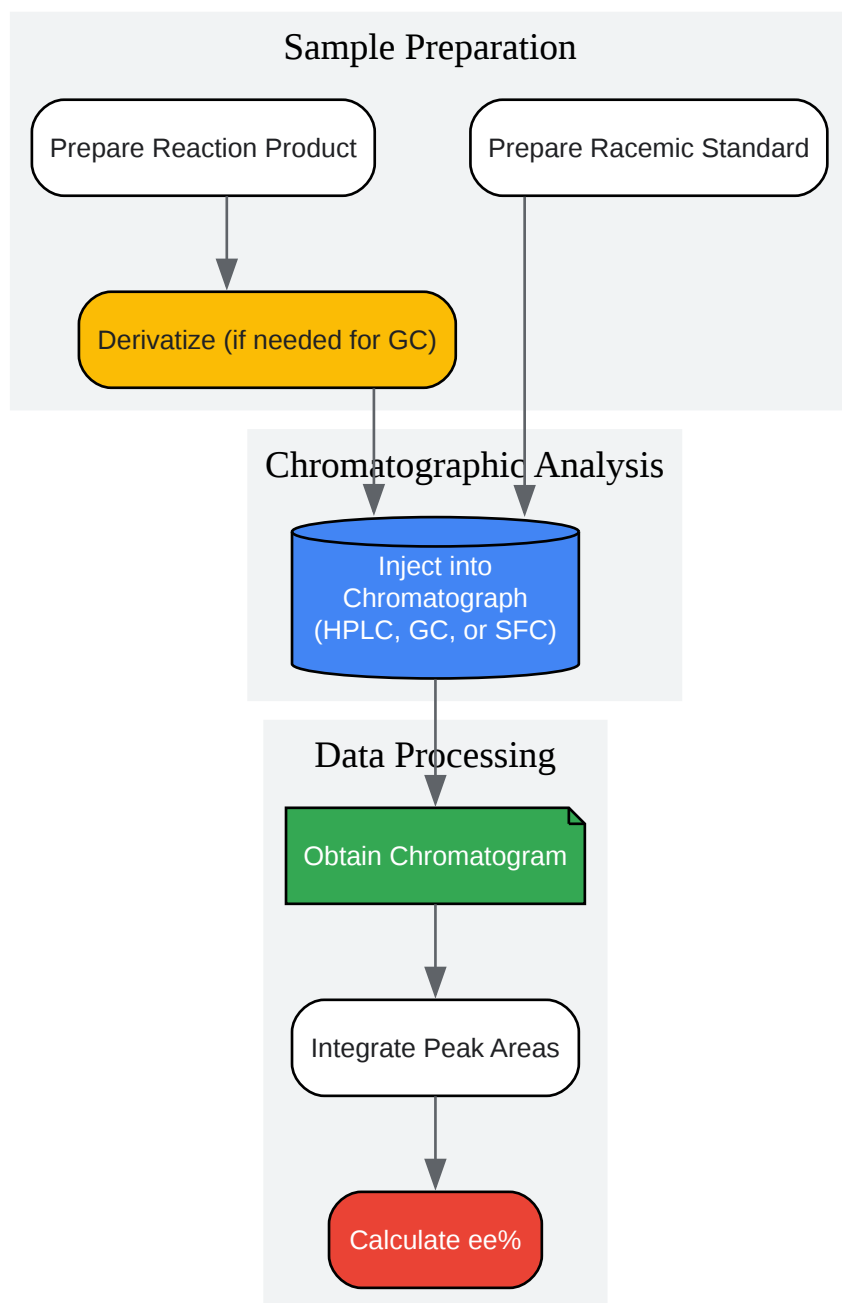 Sample Preparation
Prepare Reaction Product
Prepare Racemic Standard
Derivatize (if needed for GC)
Chromatographic Analysis
Inject into
Chromatograph
(HPLC, GC, or SFC)
Data Processing
Obtain Chromatogram
Integrate Peak Areas
Calculate ee%